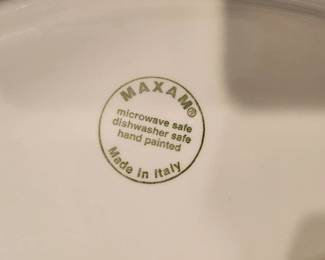 MAXAM®
microwave safe
dishwasher safe
hand painted
Made in Italy